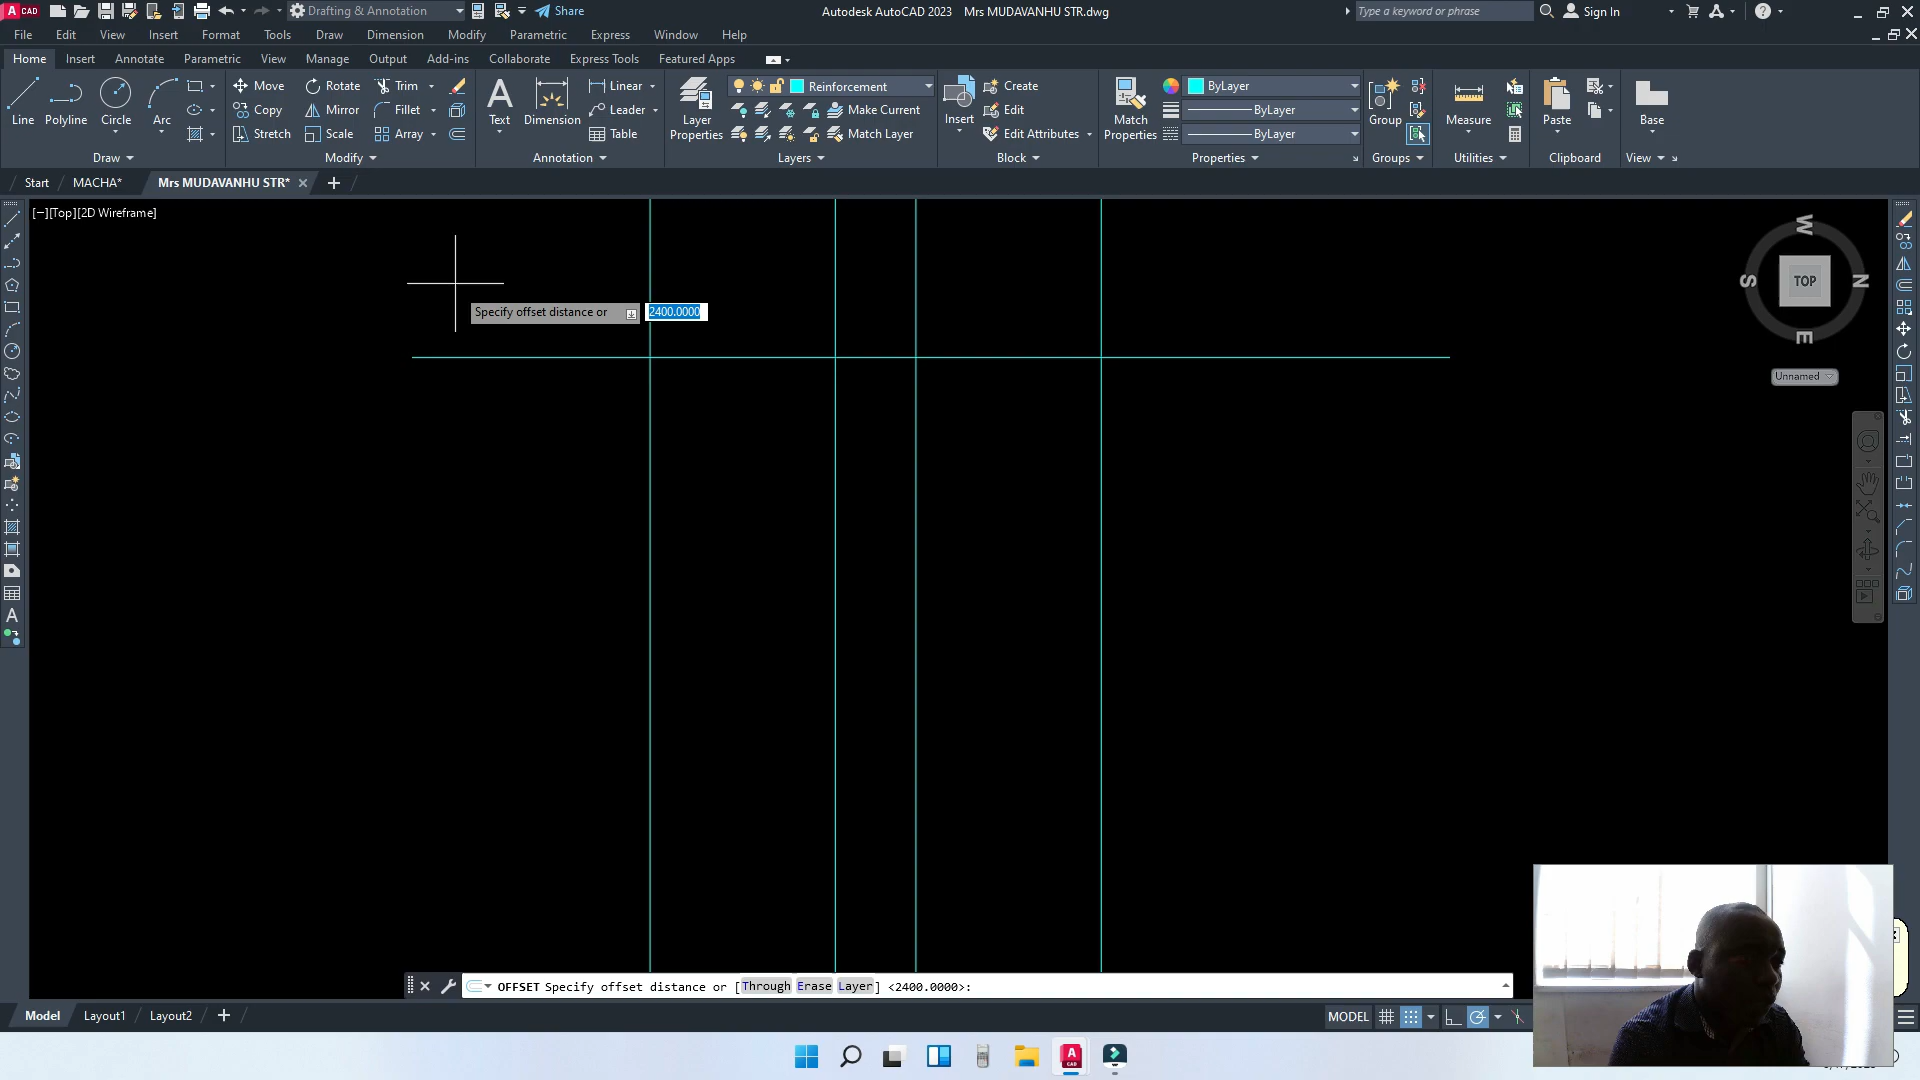 CAD
Drafting & Annotation
Share
Autodesk AutoCAD 2023 Mrs MUDAVANHU STR.dwg
Type a keyword or phrase
Sign In
File Edit View Insert Format Tools Draw Dimension Modify Parametric Express Window Help
Home Insert Annotate Parametric View Manage Output Add-ins Collaborate Express Tools Featured Apps
Line Polyline Circle Arc
Move Rotate Trim
Copy Mirror Fillet
Stretch Scale Array
Text Dimension
Linear
Leader
Table
Layer Properties
Reinforcement
Make Current
Match Layer
Insert
Create
Edit
Edit Attributes
Match Properties
ByLayer
ByLayer
ByLayer
Group
Measure
Paste
Base
Draw Modify Annotation Layers Block Properties Groups Utilities Clipboard View
Start MACHA* Mrs MUDAVANHU STR*
[−][Top][2D Wireframe]
W
S TOP N
E
Unnamed
Specify offset distance or 2400.0000
OFFSET Specify offset distance or [Through Erase Layer] <2400.0000>:
Model Layout1 Layout2
MODEL
A
CAD